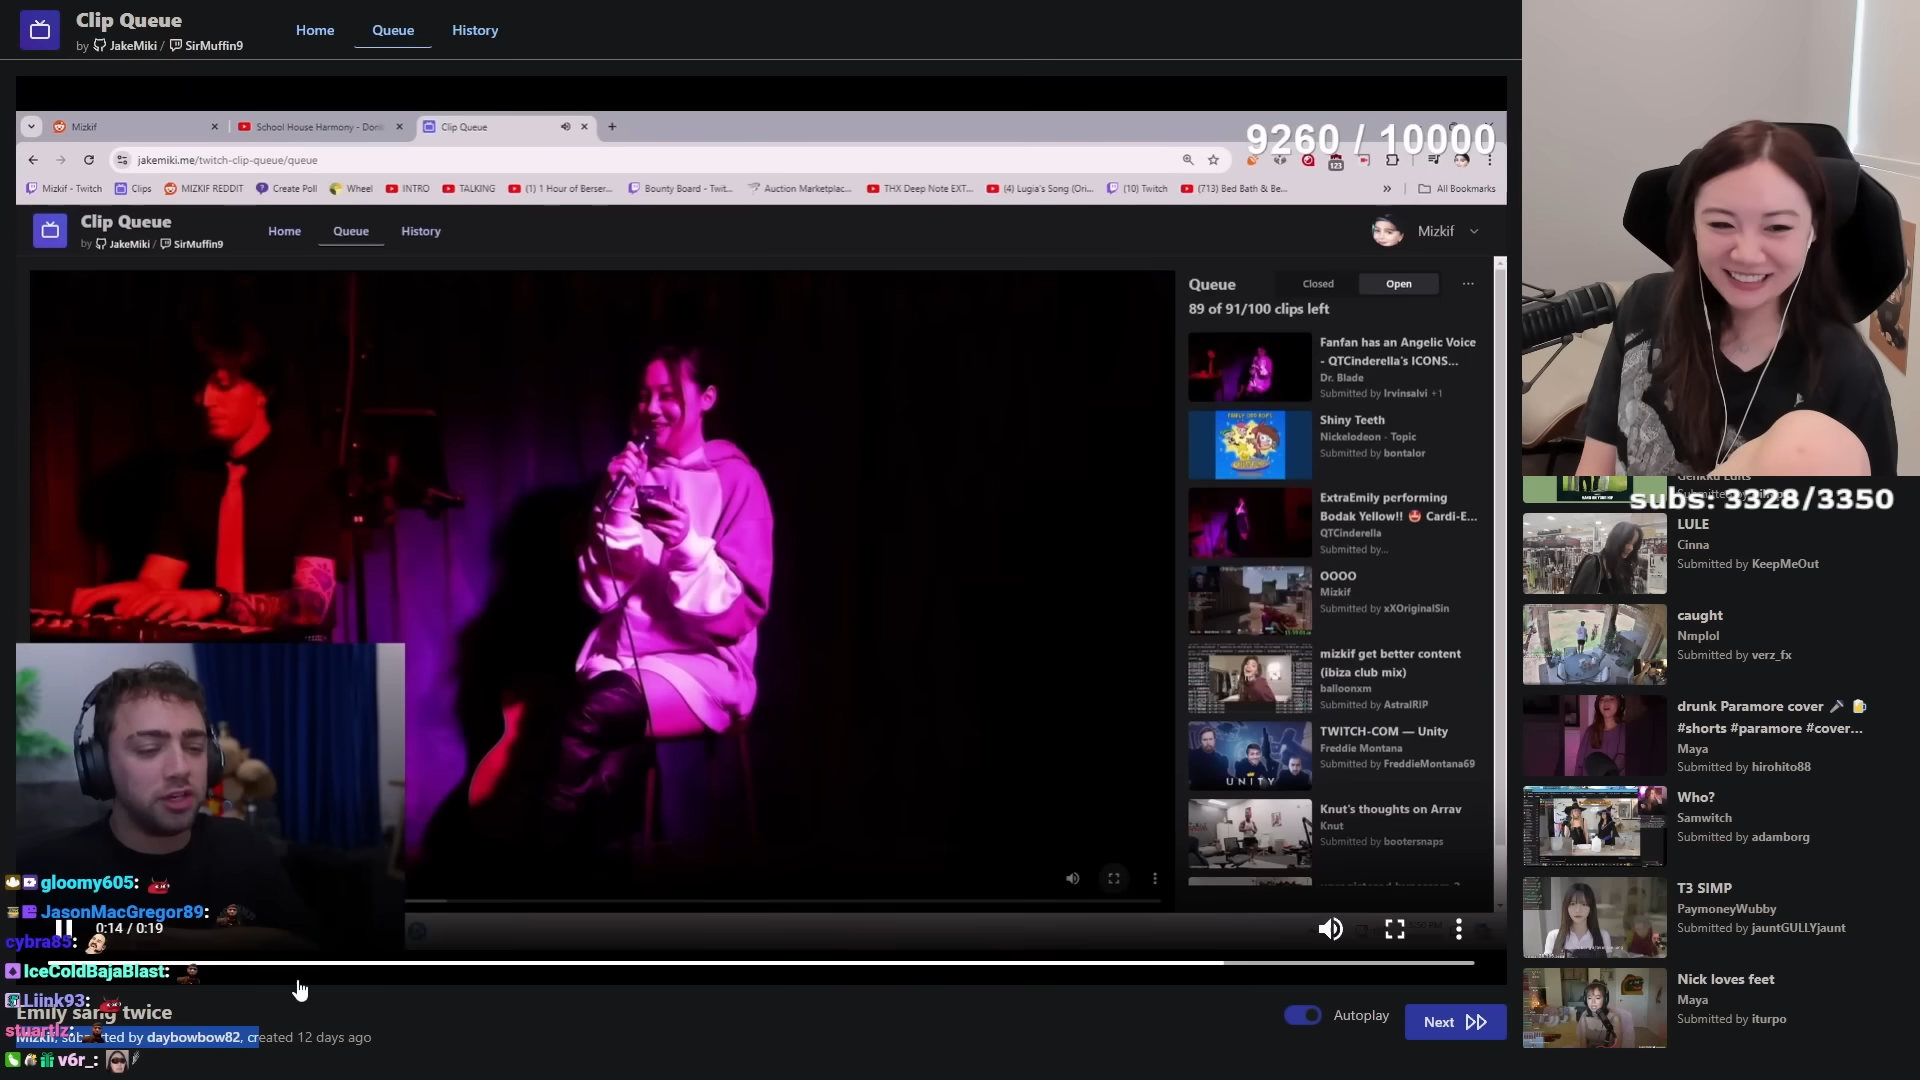 Clip Queue
by JakeMiki / SirMuffin9
Home
Queue
History
Mizkif
School House Harmony - Donk
Clip Queue
9260 / 10000
jakemiki.me/twitch-clip-queue/queue
Mizkif - Twitch
Clips
MIZKIF REDDIT
Create Poll
Wheel
INTRO
TALKING
(1) 1 Hour of Berser...
Bounty Board - Twit...
Auction Marketplac...
THX Deep Note EXT...
(4) Lugia's Song (Ori...
(10) Twitch
(713) Bed Bath & Be...
All Bookmarks
Clip Queue
by JakeMiki / SirMuffin9
Home
Queue
History
Mizkif
Queue
Closed
Open
89 of 91/100 clips left
Fanfan has an Angelic Voice
- QTCinderella's ICONS...
Dr. Blade
Submitted by Irvinsalvi +1
Shiny Teeth
Nickelodeon - Topic
Submitted by bontalor
ExtraEmily performing
Bodak Yellow!! 🤩 Cardi-E...
QTCinderella
Submitted by...
OOOO
Mizkif
Submitted by xXOriginalSin
mizkif get better content
(ibiza club mix)
balloonxm
Submitted by AstralRIP
UNITY
TWITCH-COM — Unity
Freddie Montana
Submitted by FreddieMontana69
Knut's thoughts on Arrav
Knut
Submitted by bootersnaps
subs: 3328/3350
LULE
Cinna
Submitted by KeepMeOut
caught
Nmplol
Submitted by verz_fx
drunk Paramore cover 🎤 🍺
#shorts #paramore #cover...
Maya
Submitted by hirohito88
Who?
Samwitch
Submitted by adamborg
T3 SIMP
PaymoneyWubby
Submitted by jauntGULLYjaunt
Nick loves feet
Maya
Submitted by iturpo
gloomy605:
JasonMacGregor89:
0:14 / 0:19
cybra85:
IceColdBajaBlast:
Liink93:
Emily sang twice
stuartlz:
Mizkif, submitted by daybowbow82, created 12 days ago
v6r_:
Autoplay
Next